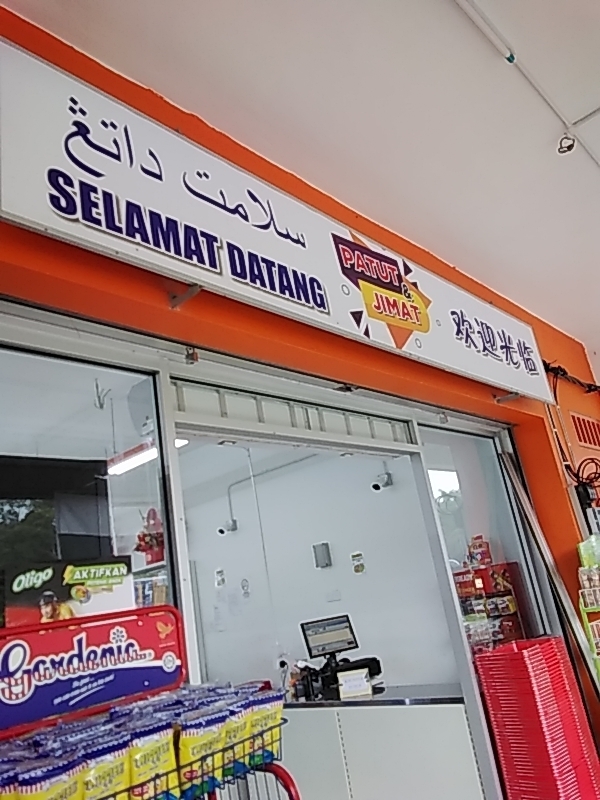 سلامت داتڠ
SELAMAT DATANG
PATUT
&
JIMAT
欢迎光临
Oligo
AKTIFKAN
Gardenia